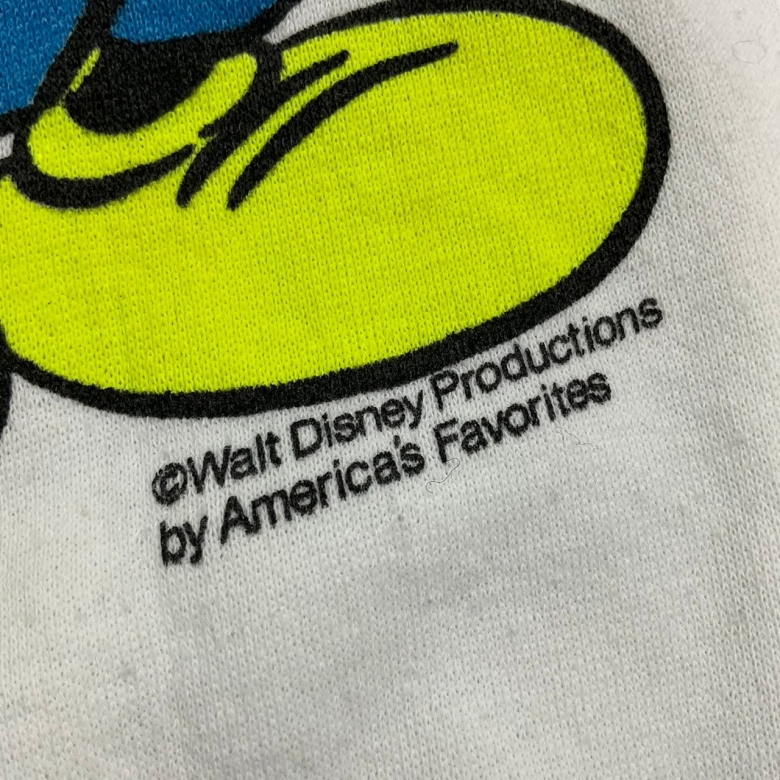 ©Walt Disney Productions
by America's Favorites